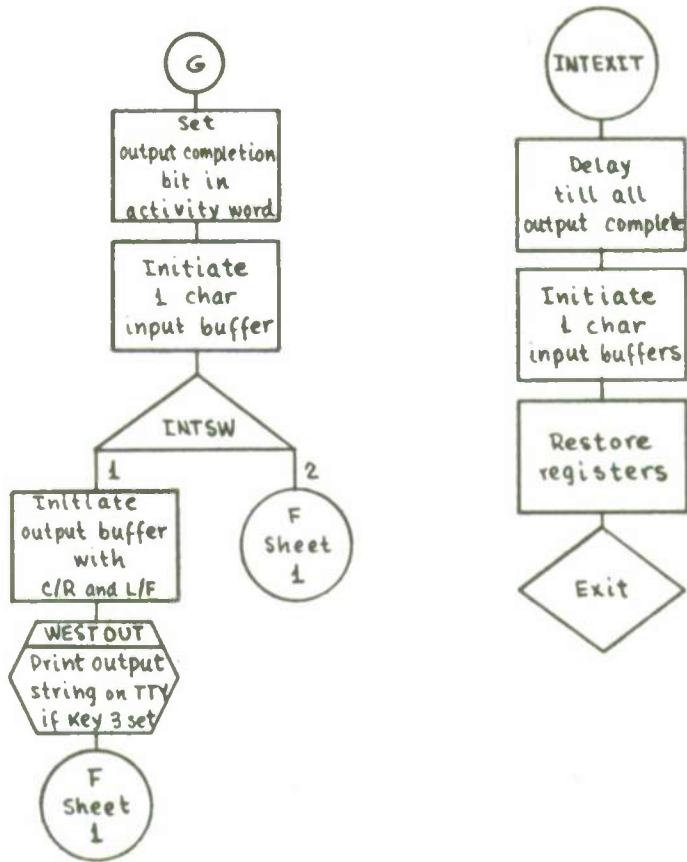 G
Set
output completion
bit in
activity word
Initiate
1 char
input buffer
INTSW
1
2
Initiate
output buffer
with
C/R and L/F
F
Sheet
1
WESTOUT
Print output
string on TTY
if Key 3 set
F
Sheet
1
INTEXIT
Delay
till all
output complete
Initiate
1 char
input buffers
Restore
registers
Exit